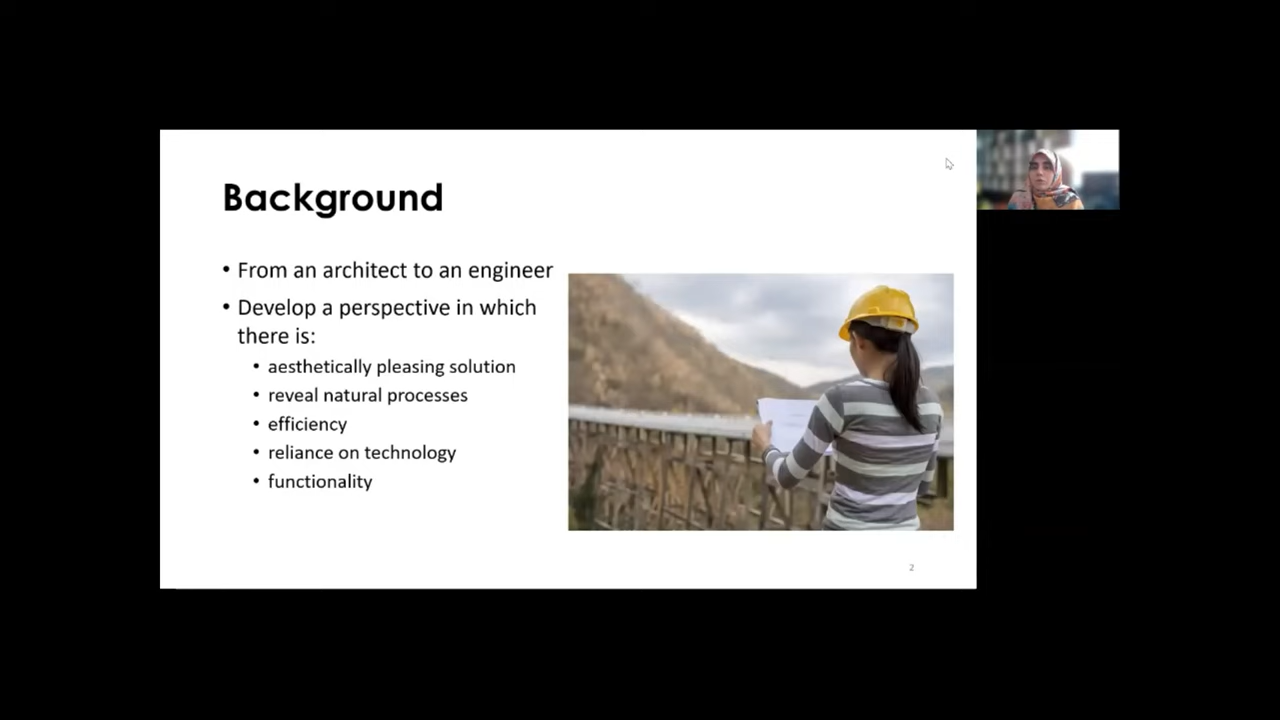 Background
• From an architect to an engineer
• Develop a perspective in which
there is:
• aesthetically pleasing solution
• reveal natural processes
• efficiency
• reliance on technology
• functionality
2